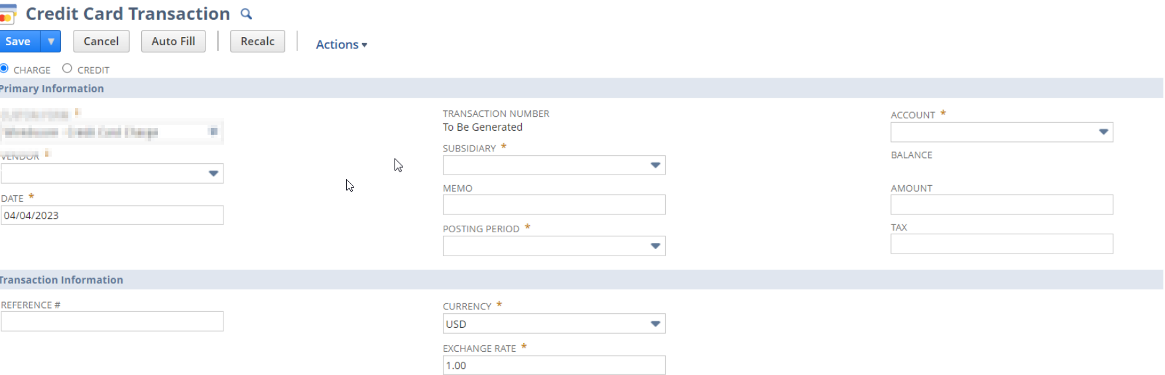 Credit Card Transaction
Save Cancel Auto Fill Recalc Actions
CHARGE CREDIT
Primary Information
VENDOR
DATE *
04/04/2023
TRANSACTION NUMBER
To Be Generated
SUBSIDIARY *
MEMO
POSTING PERIOD *
ACCOUNT *
BALANCE
AMOUNT
TAX
Transaction Information
REFERENCE #
CURRENCY *
USD
EXCHANGE RATE *
1.00